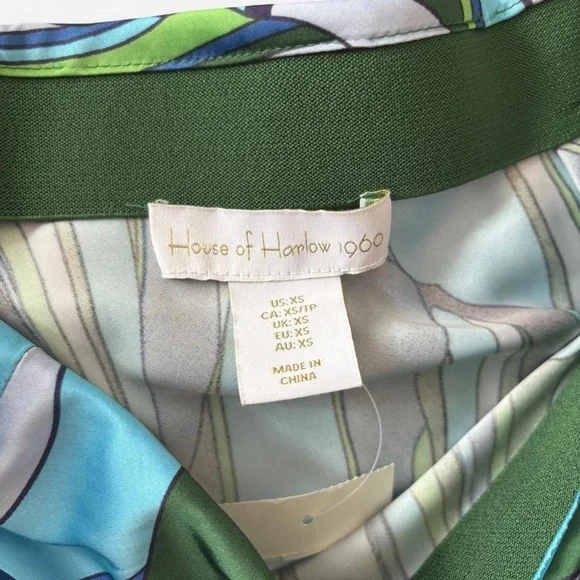 House of Harlow 1960
US: XS
CA: XS/TP
UK: XS
EU: XS
AU: XS
MADE IN
CHINA